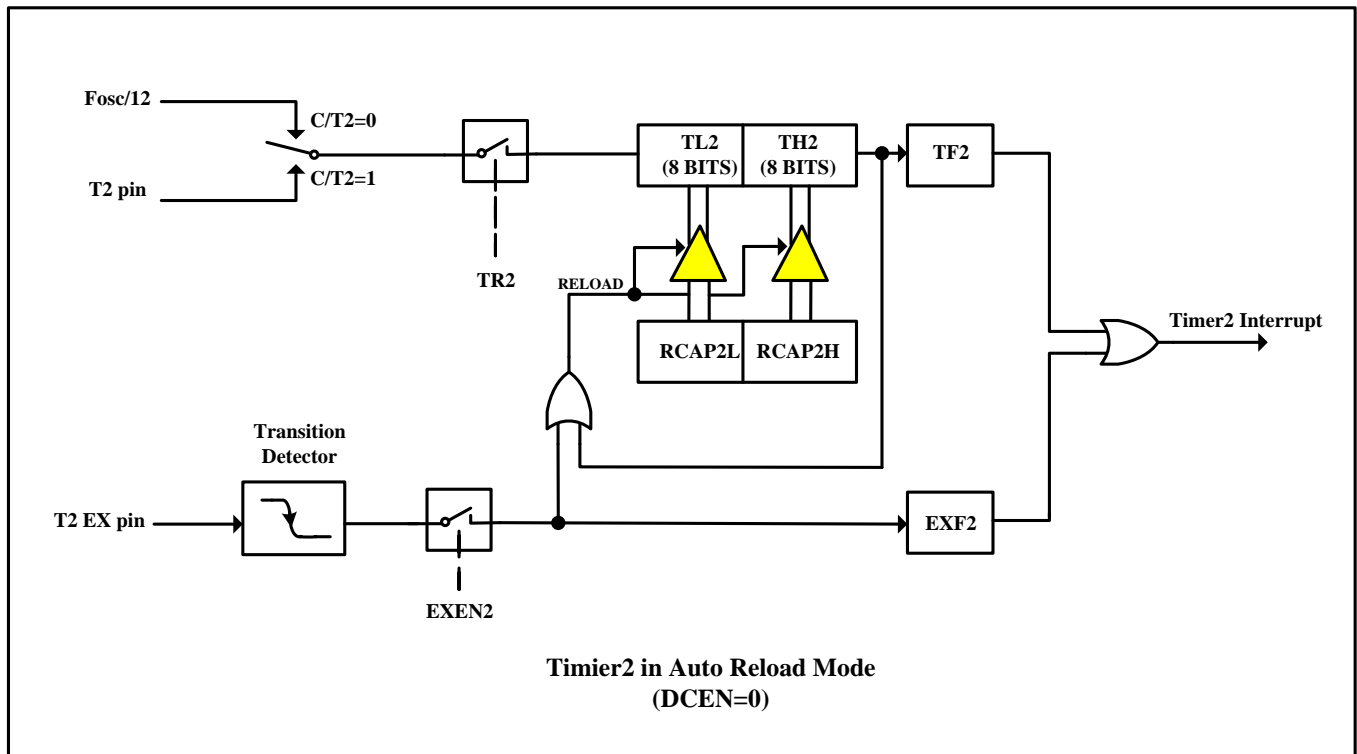 Fosc/12
C/T2=0
T2 pin
C/T2=1
TR2
TL2
(8 BITS)
TH2
(8 BITS)
TF2
RELOAD
RCAP2L
RCAP2H
Timer2 Interrupt
Transition
Detector
T2 EX pin
EXEN2
EXF2
Timier2 in Auto Reload Mode
(DCEN=0)